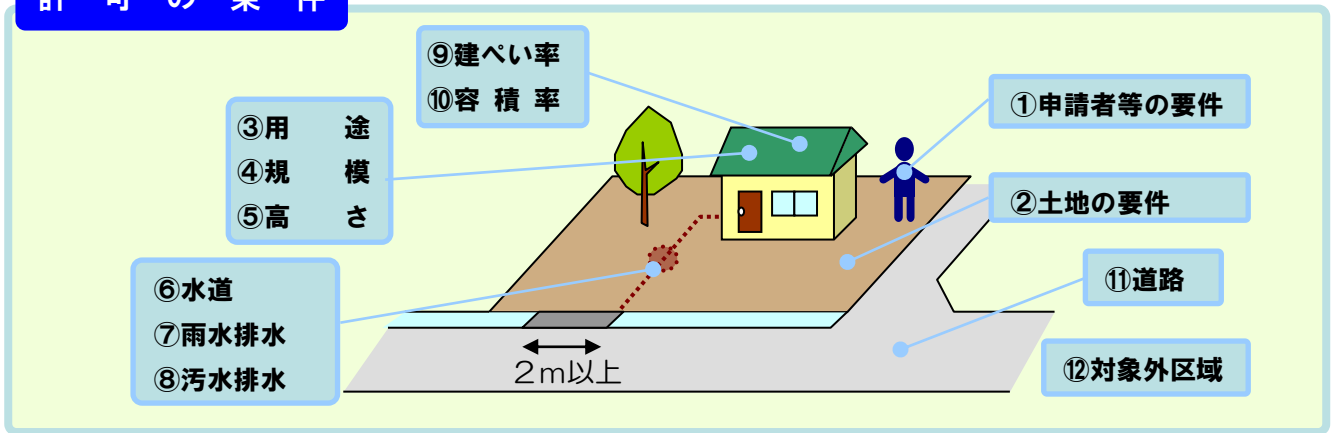 許可の条件
⑨建ぺい率
⑩容積率
①申請者等の要件
③用途
④規模
⑤高さ
②土地の要件
⑪道路
⑥水道
⑦雨水排水
⑧汚水排水
2m以上
⑫対象外区域